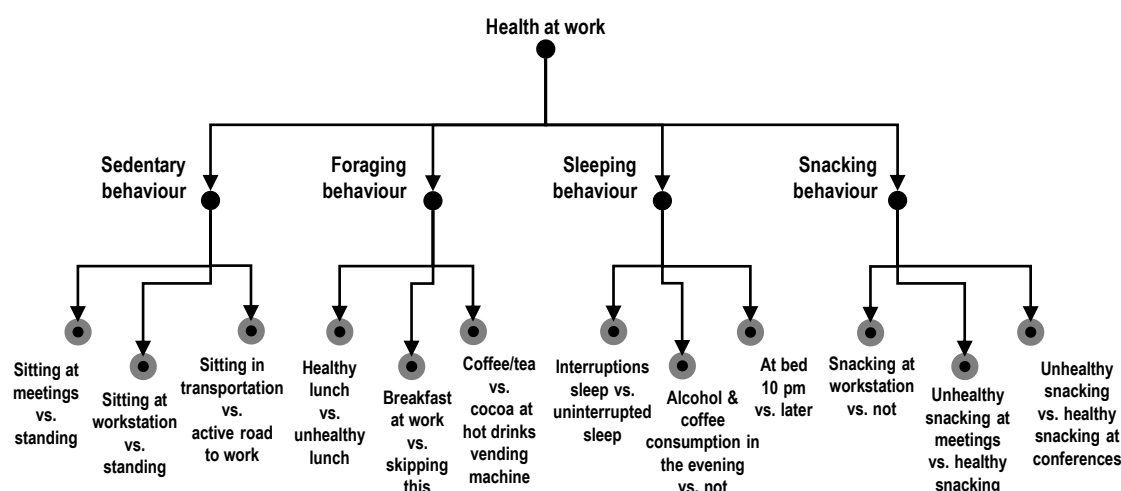 Health at work
Sedentary
behaviour
Foraging
behaviour
Sleeping
behaviour
Snacking
behaviour
Sitting at
meetings
vs.
standing
Sitting at
workstation
vs.
standing
Sitting in
transportation
vs.
active road
to work
Healthy
lunch
vs.
unhealthy
lunch
Breakfast
at work
vs.
skipping
this
Coffee/tea
vs.
cocoa at
hot drinks
vending
machine
Interruptions
sleep vs.
uninterrupted
sleep
Alcohol &
coffee
consumption in
the evening
vs. not
At bed
10 pm
vs. later
Snacking at
workstation
vs. not
Unhealthy
snacking at
meetings
vs. healthy
snacking
Unhealthy
snacking
vs. healthy
snacking at
conferences